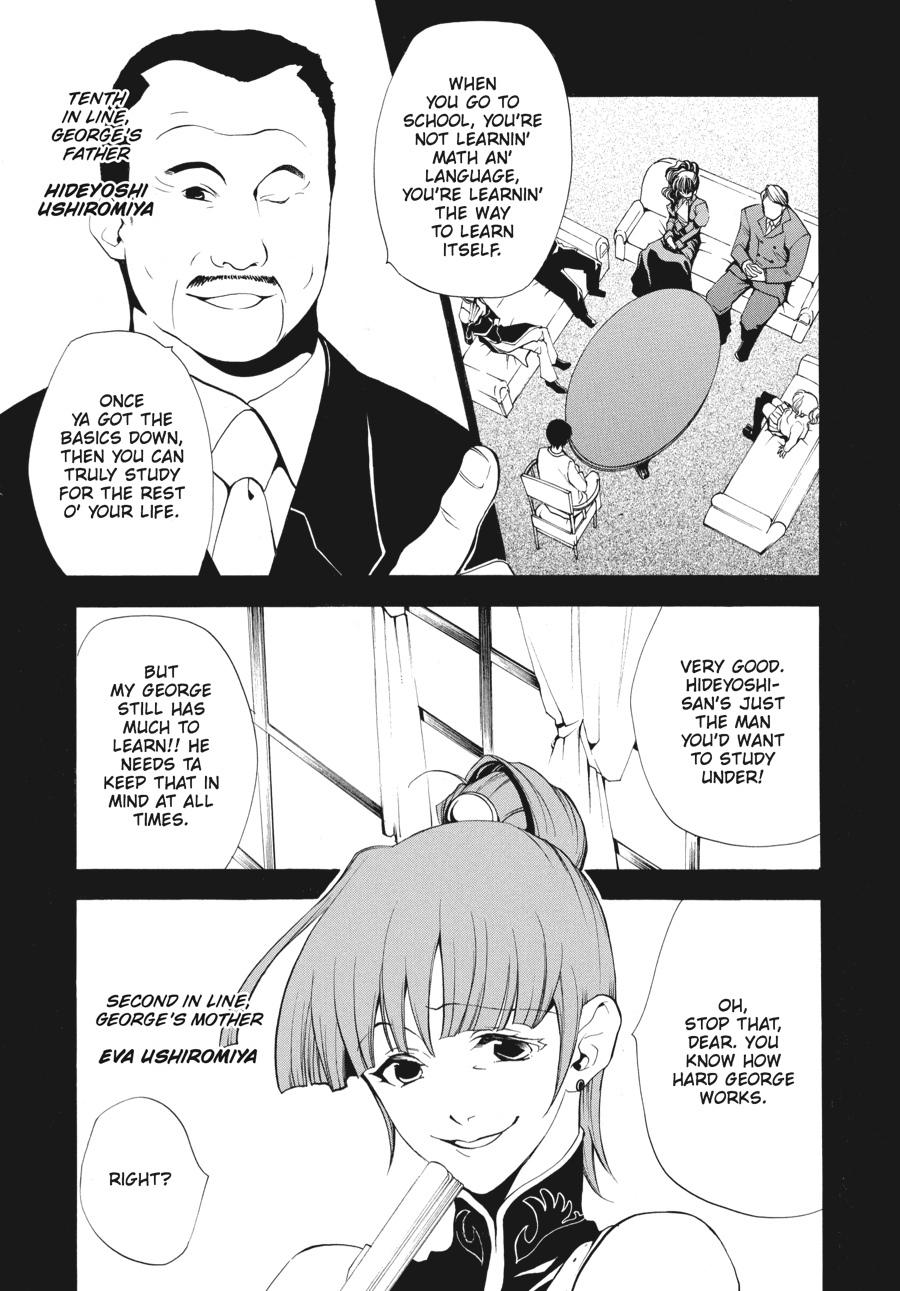 WHEN
YOU GO TO
SCHOOL, YOU'RE
NOT LEARNIN'
MATH AN'
LANGUAGE,
YOU'RE LEARNIN'
THE WAY
TO LEARN
ITSELF.
TENTH
IN LINE,
GEORGE'S
FATHER
HIDEYOSHI
USHIROMIYA
ONCE
YA GOT THE
BASICS DOWN,
THEN YOU CAN
TRULY STUDY
FOR THE REST
O' YOUR LIFE.
VERY GOOD.
HIDEYOSHI-
SAN'S JUST
THE MAN
YOU'D WANT
TO STUDY
UNDER!
BUT
MY GEORGE
STILL HAS
MUCH TO
LEARN!! HE
NEEDS TA
KEEP THAT IN
MIND AT ALL
TIMES.
OH,
STOP THAT,
DEAR. YOU
KNOW HOW
HARD GEORGE
WORKS.
SECOND IN LINE,
GEORGE'S MOTHER
EVA USHIROMIYA
RIGHT?